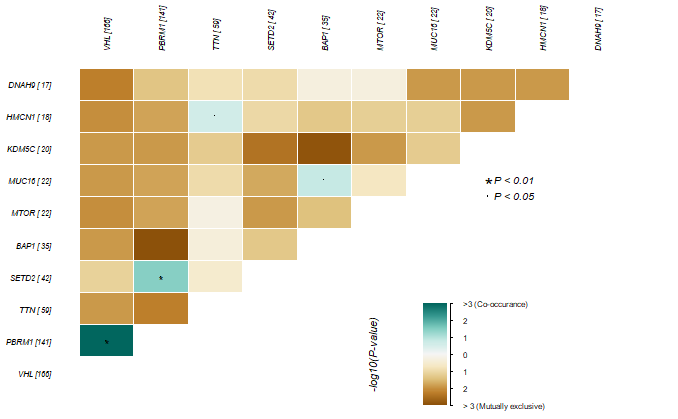 VHL [166]
PBRM1 [141]
TTN [ 59]
SETD2 [ 42]
BAP1 [ 35]
MTOR [ 22]
MUC16 [ 22]
KDM5C [ 20]
HMCN1 [ 18]
DNAH9 [ 17]
DNAH9 [ 17]
HMCN1 [ 18]
KDM5C [ 20]
MUC16 [ 22]
MTOR [ 22]
BAP1 [ 35]
SETD2 [ 42]
TTN [ 59]
PBRM1 [141]
VHL [166]
* P < 0.01
· P < 0.05
-log10(P-value)
>3 (Co-occurance)
2
1
0
1
2
> 3 (Mutually exclusive)